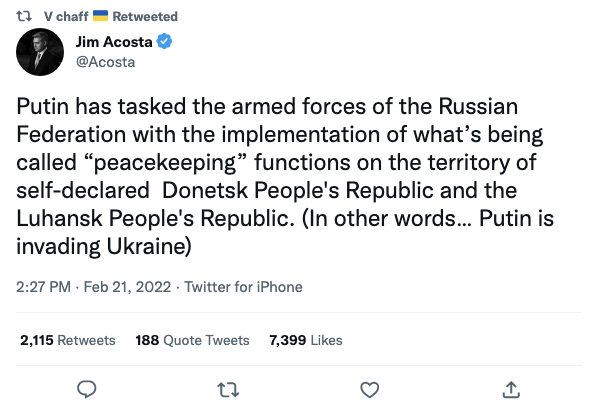 V chaff 🇺🇦 Retweeted
Jim Acosta
@Acosta
Putin has tasked the armed forces of the Russian
Federation with the implementation of what’s being
called “peacekeeping” functions on the territory of
self-declared  Donetsk People's Republic and the
Luhansk People's Republic. (In other words... Putin is
invading Ukraine)
2:27 PM · Feb 21, 2022 · Twitter for iPhone
2,115 Retweets 188 Quote Tweets 7,399 Likes